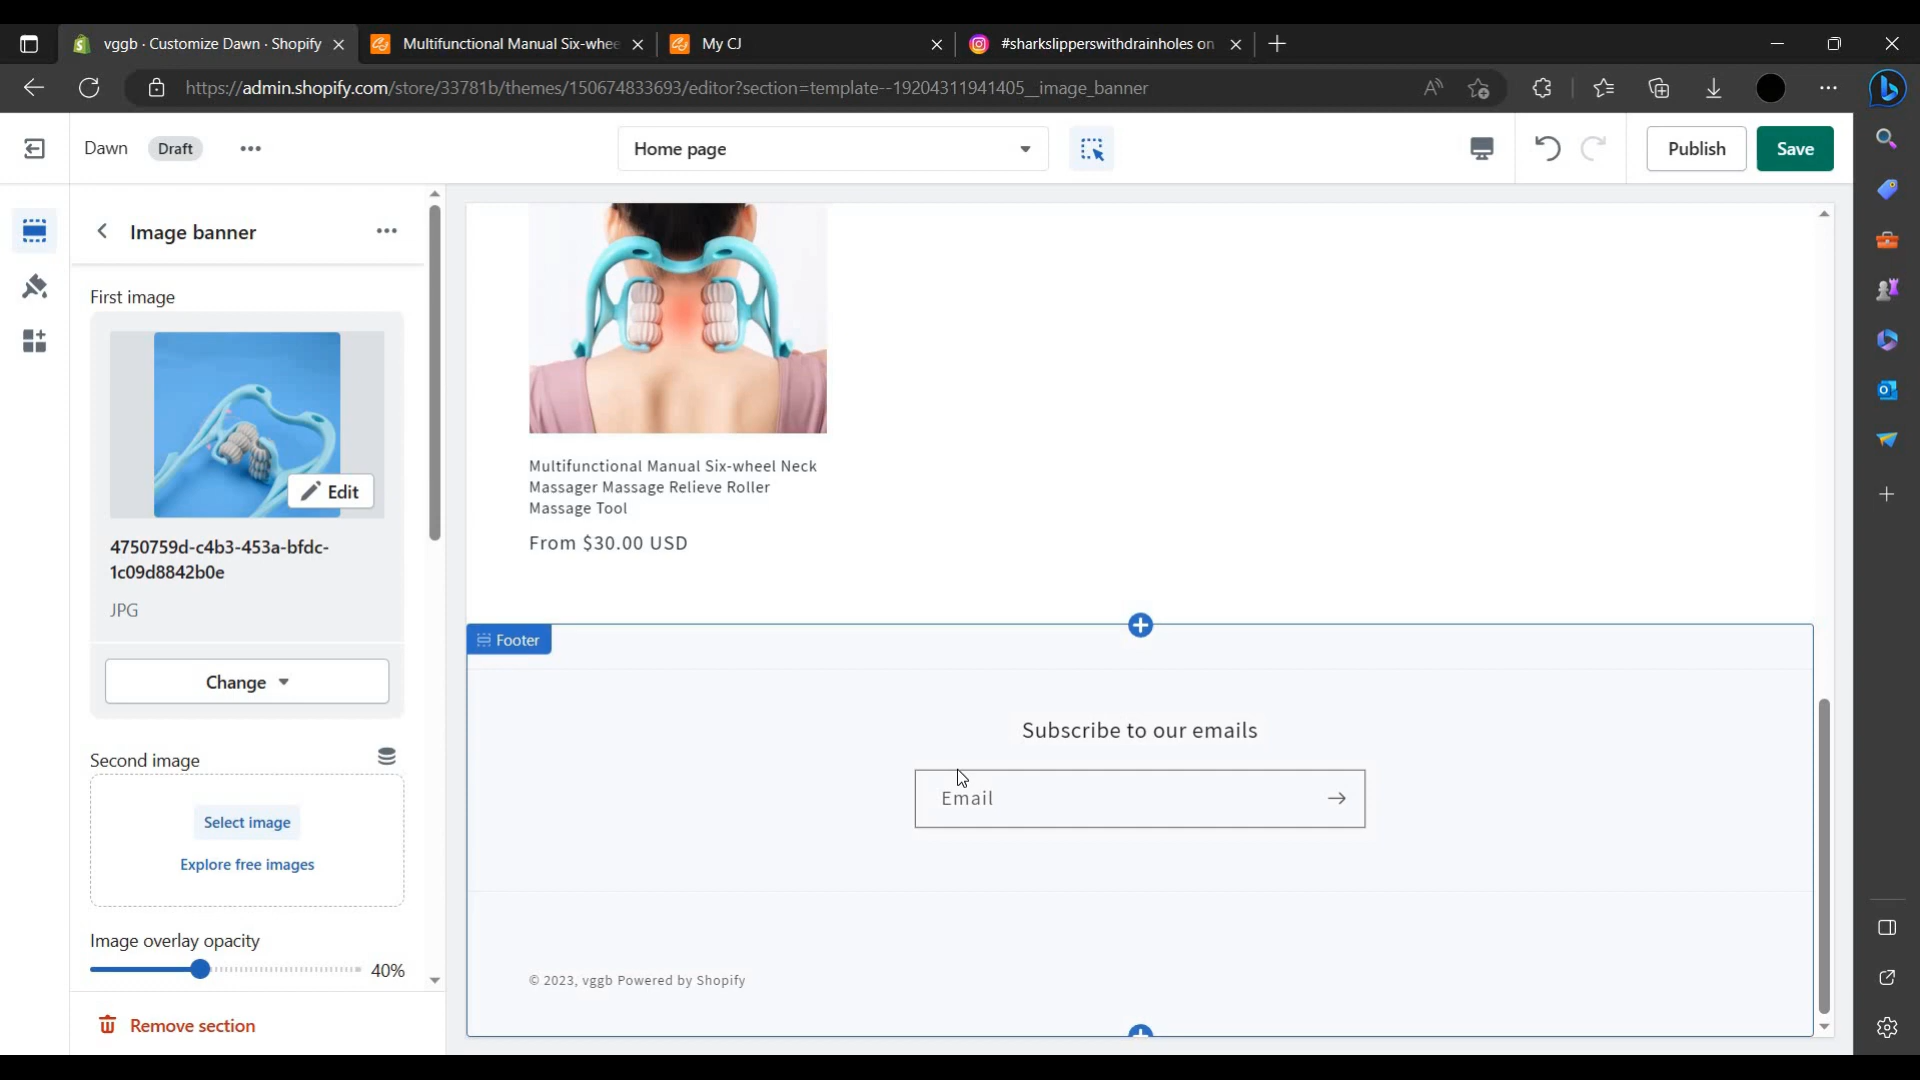 vggb · Customize Dawn · Shopify
Multifunctional Manual Six-whee
My CJ
#sharkslipperswithdrainholes on
https://admin.shopify.com/store/33781b/themes/150674833693/editor?section=template--19204311941405__image_banner
Dawn
Draft
Home page
Publish
Save
Image banner
First image
Edit
4750759d-c4b3-453a-bfdc-
1c09d8842b0e
JPG
Change
Second image
Select image
Explore free images
Image overlay opacity
40%
Remove section
Multifunctional Manual Six-wheel Neck
Massager Massage Relieve Roller
Massage Tool
From $30.00 USD
Footer
Subscribe to our emails
Email
© 2023, vggb Powered by Shopify